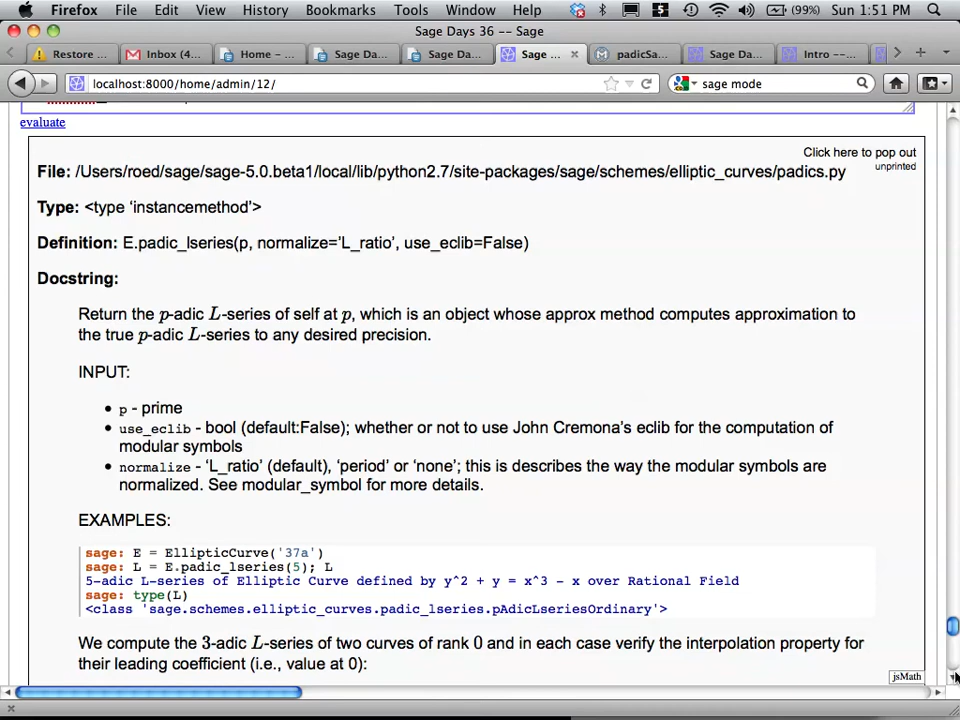 Firefox File Edit View History Bookmarks Tools Window Help (99%) Sun 1:51 PM
Sage Days 36 -- Sage
Restore ... Inbox (4... Home – ... Sage Da... Sage Da... Sage ... padicSa... Sage Da... Intro --...
localhost:8000/home/admin/12/ sage mode
evaluate
Click here to pop out
unprinted
File: /Users/roed/sage/sage-5.0.beta1/local/lib/python2.7/site-packages/sage/schemes/elliptic_curves/padics.py
Type: <type ‘instancemethod’>
Definition: E.padic_lseries(p, normalize=’L_ratio’, use_eclib=False)
Docstring:
Return the p-adic L-series of self at p, which is an object whose approx method computes approximation to
the true p-adic L-series to any desired precision.
INPUT:
• p - prime
• use_eclib - bool (default:False); whether or not to use John Cremona’s eclib for the computation of
modular symbols
• normalize - ‘L_ratio’ (default), ‘period’ or ‘none’; this is describes the way the modular symbols are
normalized. See modular_symbol for more details.
EXAMPLES:
sage: E = EllipticCurve('37a')
sage: L = E.padic_lseries(5); L
5-adic L-series of Elliptic Curve defined by y^2 + y = x^3 - x over Rational Field
sage: type(L)
<class 'sage.schemes.elliptic_curves.padic_lseries.pAdicLseriesOrdinary'>
We compute the 3-adic L-series of two curves of rank 0 and in each case verify the interpolation property for
their leading coefficient (i.e., value at 0):
jsMath